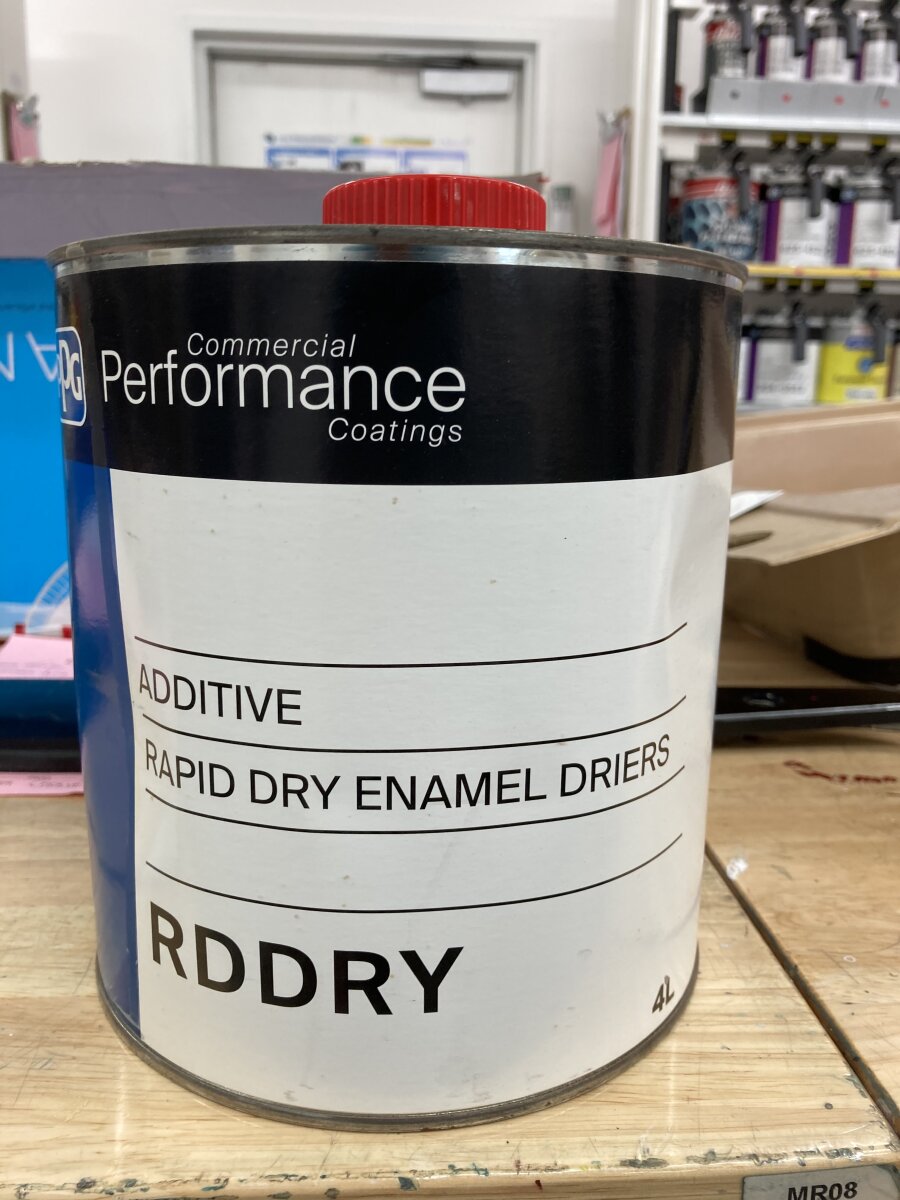 PPG
Commercial
Performance
Coatings
ADDITIVE
RAPID DRY ENAMEL DRIERS
RDDRY
4L
MR08